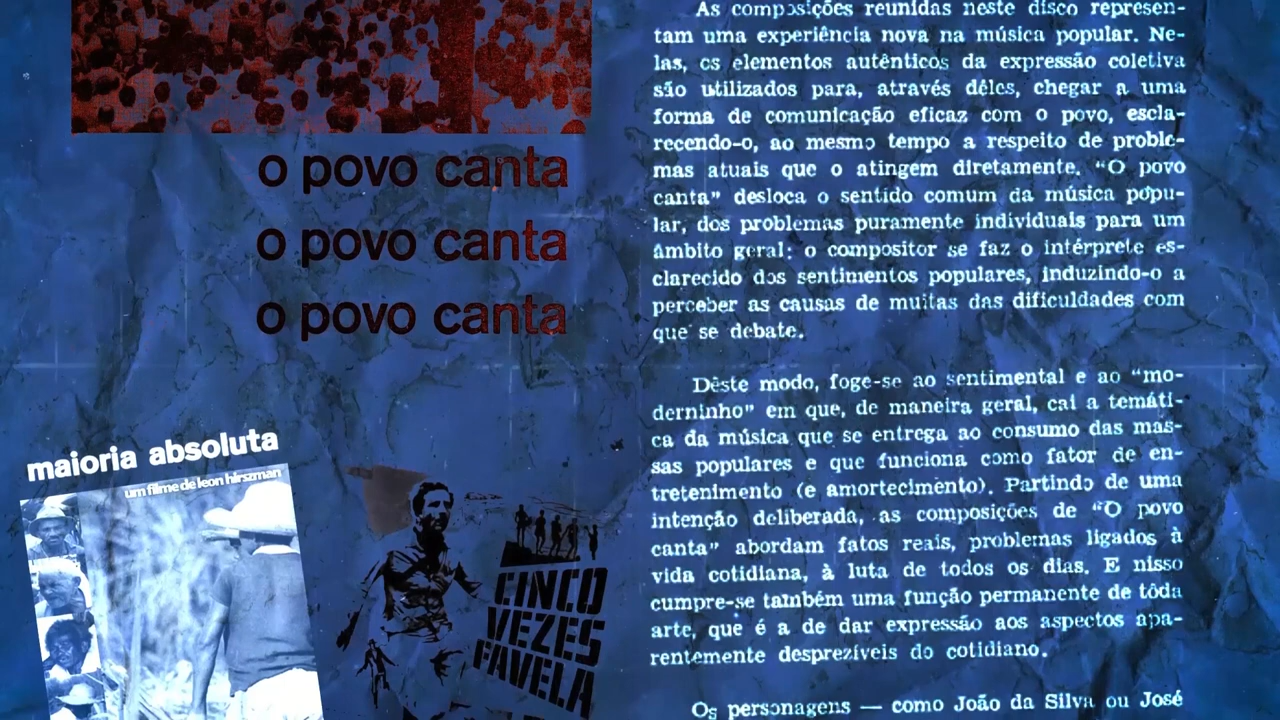 o povo canta
o povo canta
o povo canta
maioria absoluta
um filme de leon hirszman
CINCO
VEZES
FAVELA
As composições reunidas neste disco represen-
tam uma experiência nova na música popular. Ne-
las, os elementos autênticos da expressão coletiva
são utilizados para, através dêles, chegar a uma
forma de comunicação eficaz com o povo, escla-
recendo-o, ao mesmo tempo a respeito de proble-
mas atuais que o atingem diretamente. “O povo
canta” desloca o sentido comum da música popu-
lar, dos problemas puramente individuais para um
âmbito geral: o compositor se faz o intérprete es-
clarecido dos sentimentos populares, induzindo-o a
perceber as causas de muitas das dificuldades com
que se debate.
Dêste modo, foge-se ao sentimental e ao “mo-
derninho” em que, de maneira geral, cai a temáti-
ca da música que se entrega ao consumo das mas-
sas populares e que funciona como fator de en-
tretenimento (e amortecimento). Partindo de uma
intenção deliberada, as composições de “O povo
canta” abordam fatos reais, problemas ligados à
vida cotidiana, à luta de todos os dias. E nisso
cumpre-se também uma função permanente de tôda
arte, que é a de dar expressão aos aspectos apa-
rentemente desprezíveis do cotidiano.
Os personagens — como João da Silva ou José